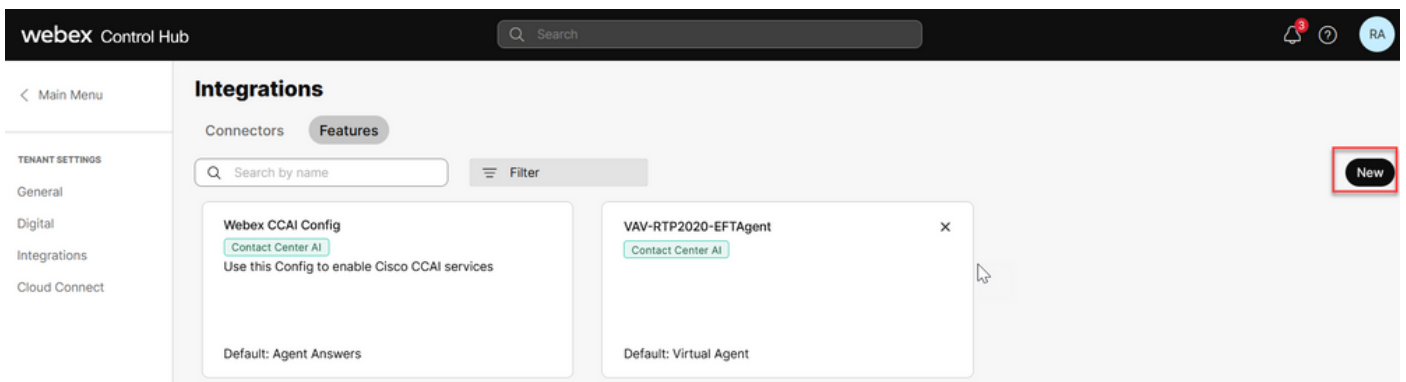 webex Control Hub
Search
3
RA
Main Menu
TENANT SETTINGS
General
Digital
Integrations
Cloud Connect
Integrations
Connectors
Features
Search by name
Filter
New
Webex CCAI Config
Contact Center AI
Use this Config to enable Cisco CCAI services
Default: Agent Answers
VAV-RTP2020-EFTAgent
Contact Center AI
Default: Virtual Agent